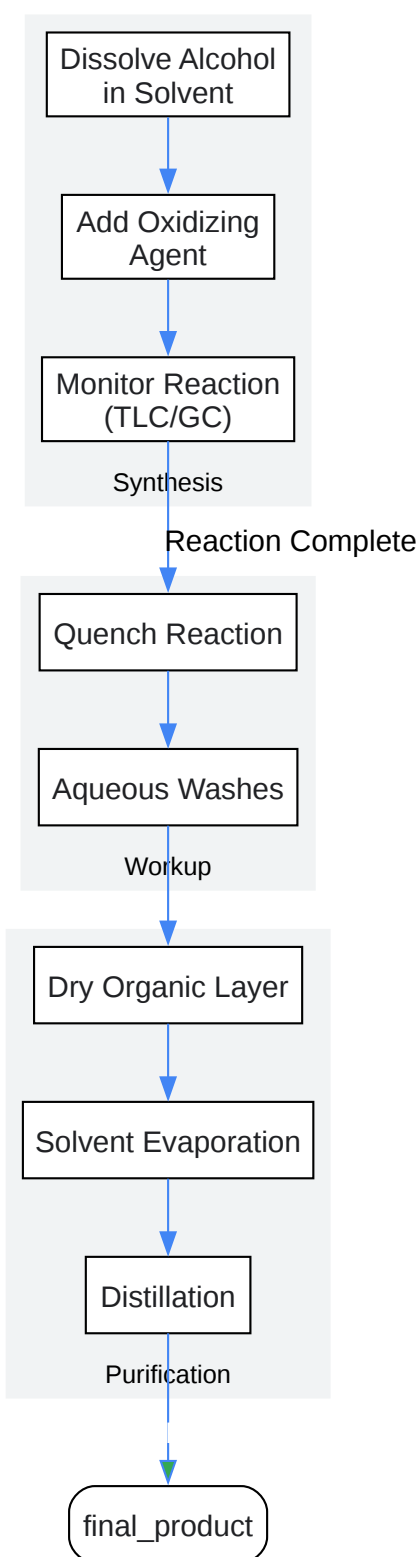 Dissolve Alcohol
in Solvent
Add Oxidizing
Agent
Monitor Reaction
(TLC/GC)
Synthesis
Reaction Complete
Quench Reaction
Aqueous Washes
Workup
Dry Organic Layer
Solvent Evaporation
Distillation
Purification
final_product